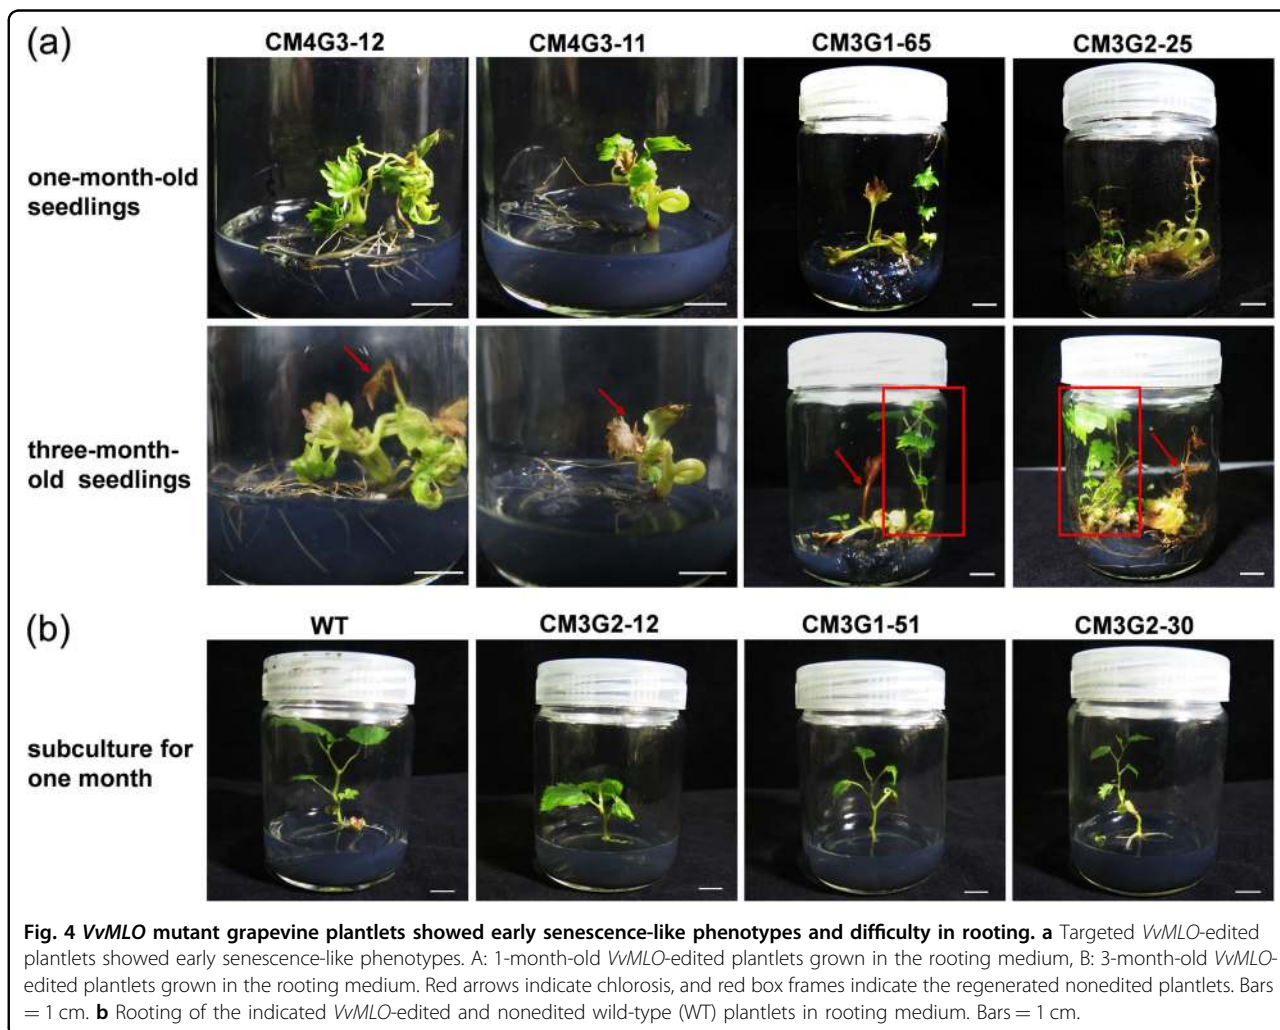 (a)
CM4G3-12 CM4G3-11 CM3G1-65 CM3G2-25
one-month-old
seedlings
three-month-
old seedlings
(b)
WT CM3G2-12 CM3G1-51 CM3G2-30
subculture for
one month
Fig. 4 VvMLO mutant grapevine plantlets showed early senescence-like phenotypes and difficulty in rooting. a Targeted VvMLO-edited
plantlets showed early senescence-like phenotypes. A: 1-month-old VvMLO-edited plantlets grown in the rooting medium, B: 3-month-old VvMLO-
edited plantlets grown in the rooting medium. Red arrows indicate chlorosis, and red box frames indicate the regenerated nonedited plantlets. Bars
= 1 cm. b Rooting of the indicated VvMLO-edited and nonedited wild-type (WT) plantlets in rooting medium. Bars = 1 cm.